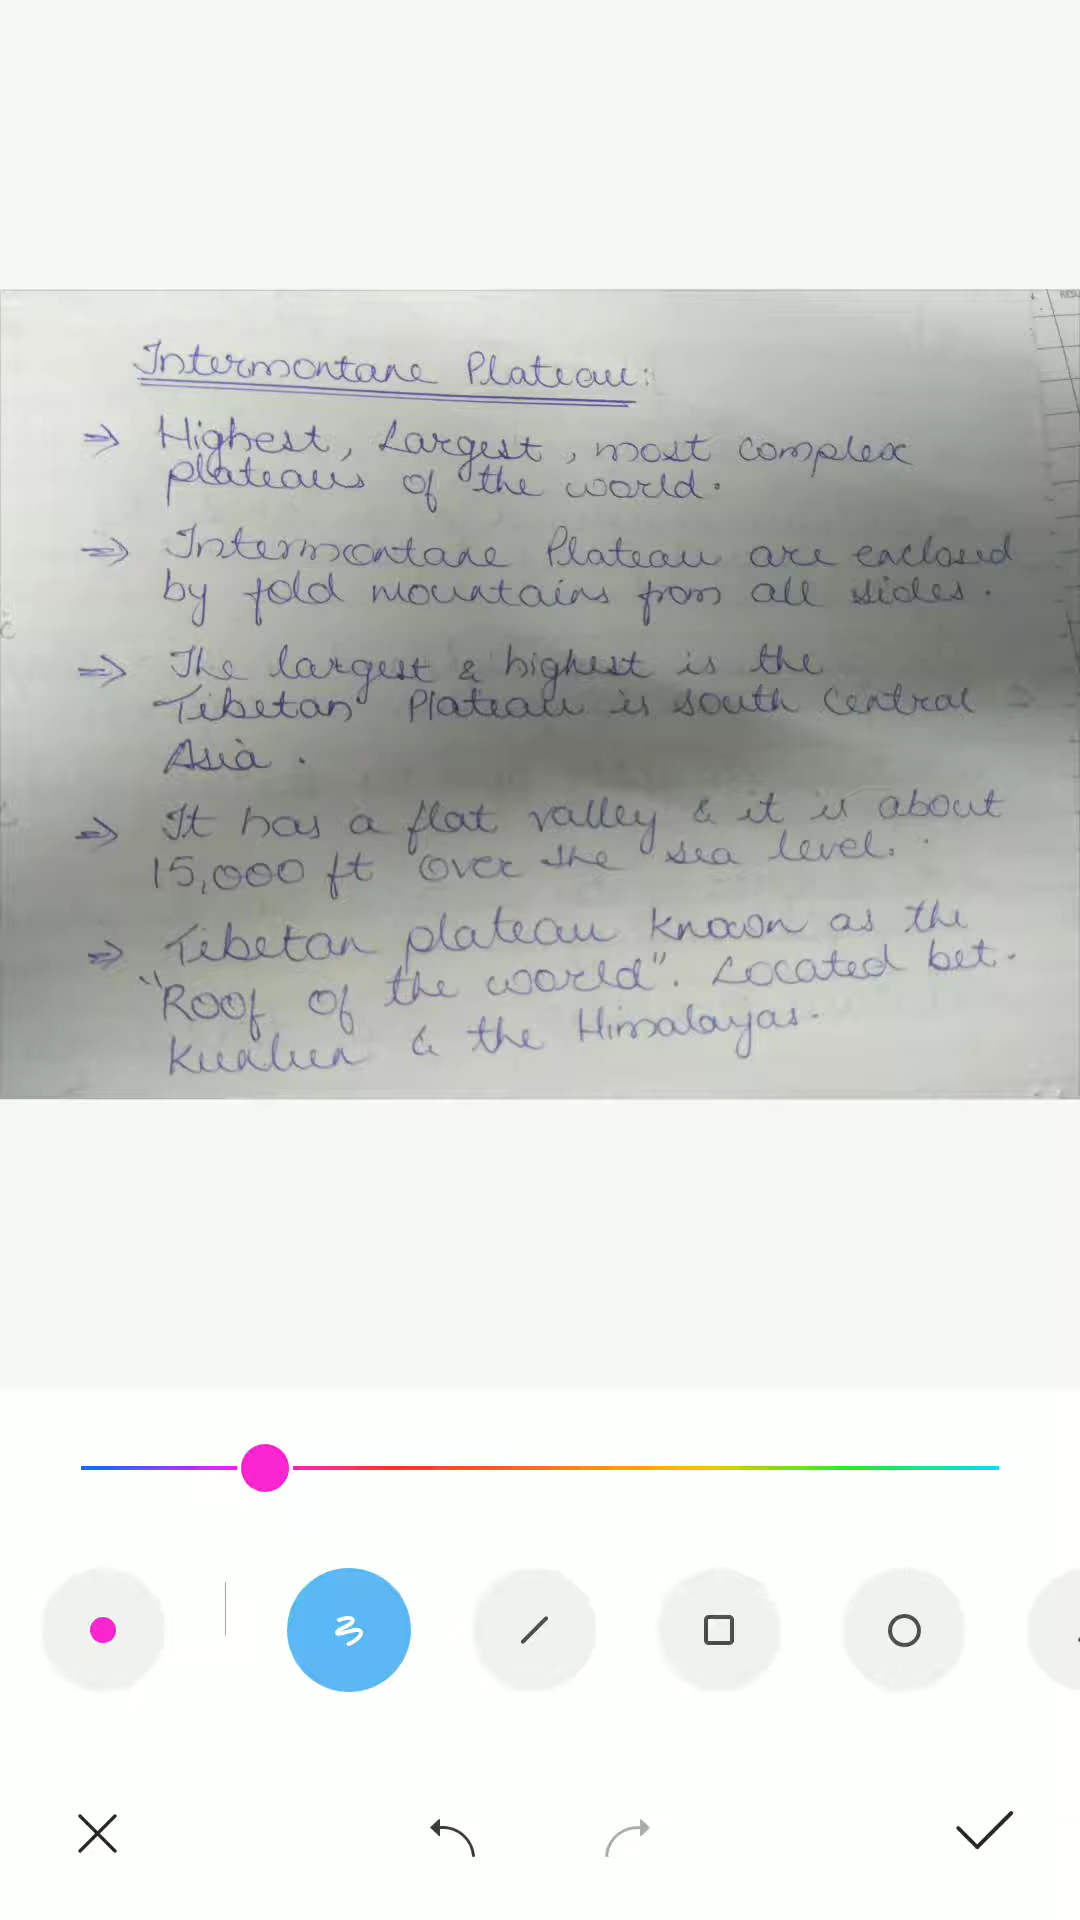 Intermontane Plateau:
⇒ Highest, Largest, most complex
plateaus of the world.
⇒ Intermontane Plateau are enclosed
by fold mountains from all sides.
⇒ The largest & highest is the
Tibetan Plateau is south Central
Asia.
⇒ It has a flat valley & it is about
15,000 ft over the sea level.
⇒ Tibetan plateau known as the
"Roof of the world". Located bet.
& the Himalayas.